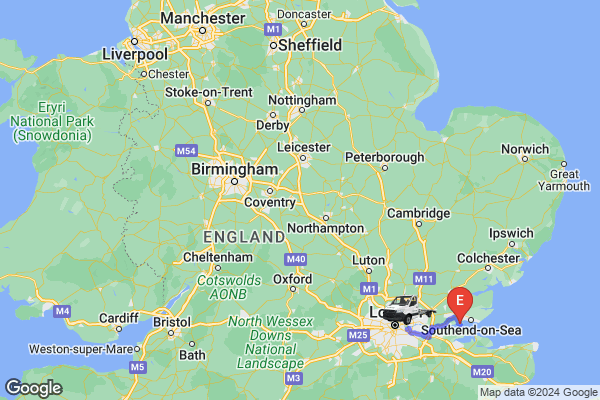 Doncaster
Manchester
M1
Liverpool
Sheffield
Chester
Stoke-on-Trent
Nottingham
Eryri
National Park
(Snowdonia)
Derby
Leicester
M54
Peterborough
Norwich
Birmingham
Great
Yarmouth
Coventry
Cambridge
Northampton
ENGLAND
Ipswich
M40
Cheltenham
Luton
Colchester
M11
Cotswolds
AONB
Oxford
M1
E
M4
Cardiff
Lo
Bristol
North Wessex
Downs
National
Landscape
M25
Southend-on-Sea
Weston-super-Mare
Bath
M5
M3
M20
Google
Google
Map data ©2024 Google